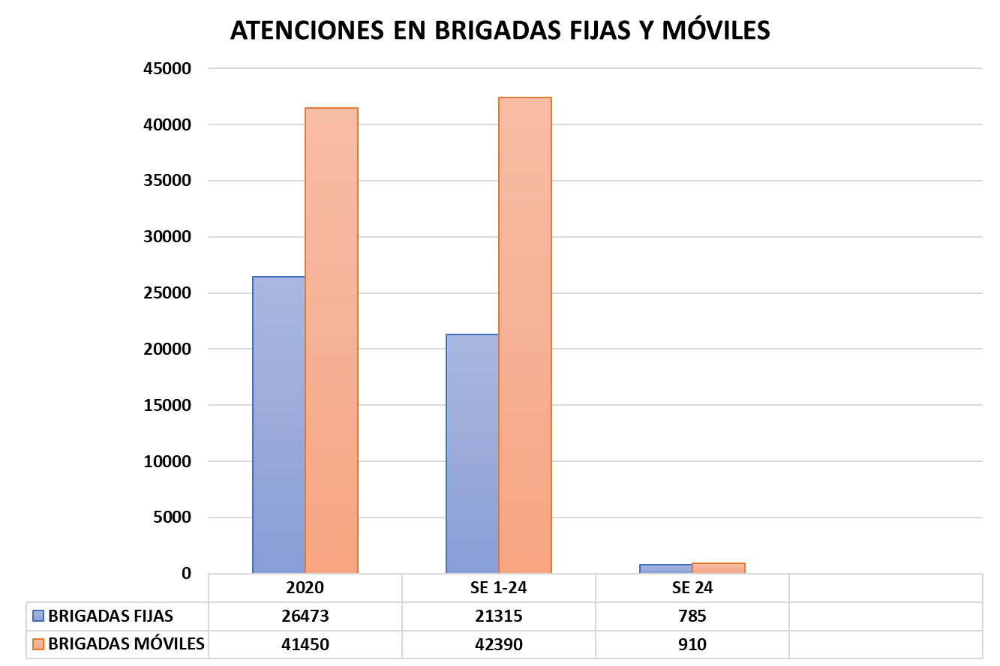 ATENCIONES EN BRIGADAS FIJAS Y MÓVILES
45000
40000
35000
30000
25000
20000
15000
10000
5000
0
2020 SE 1-24 SE 24
BRIGADAS FIJAS 26473 21315 785
BRIGADAS MÓVILES 41450 42390 910